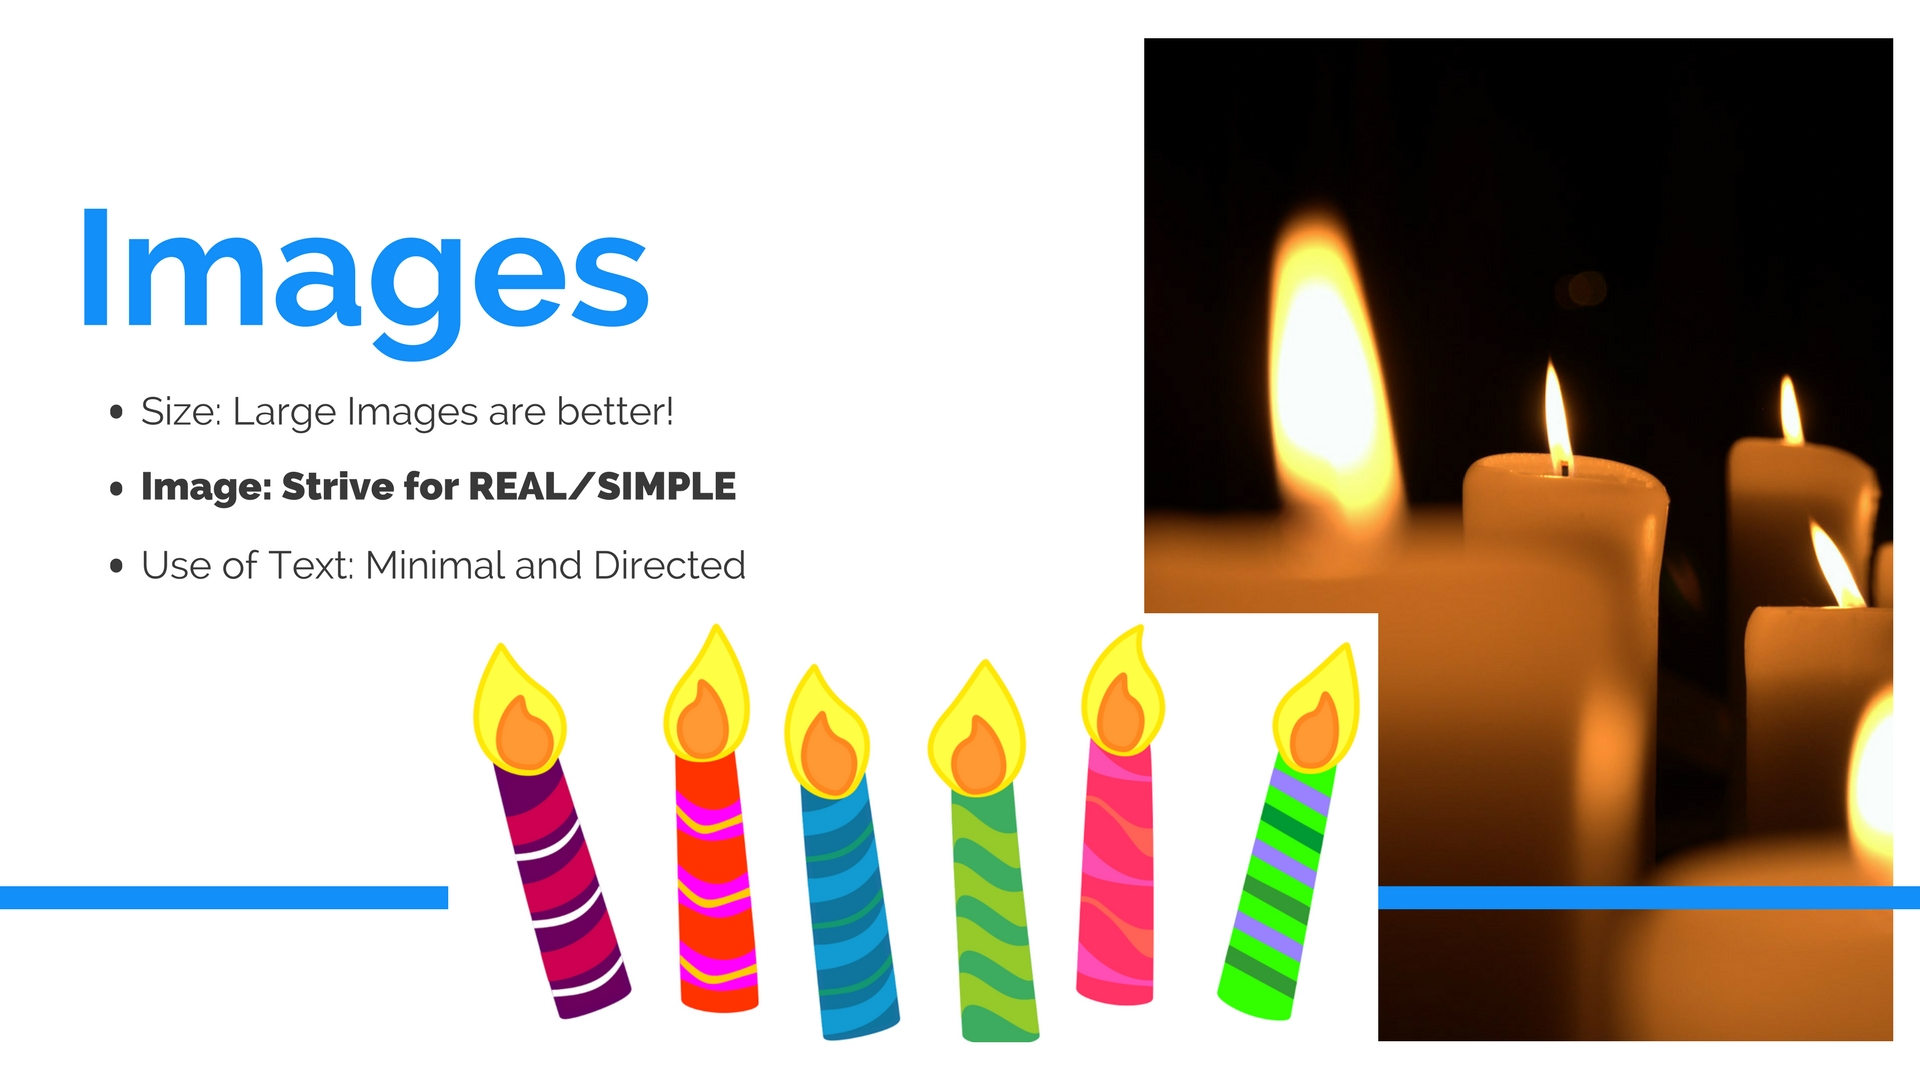 Images
• Size: Large Images are better!
• Image: Strive for REAL/SIMPLE
• Use of Text: Minimal and Directed